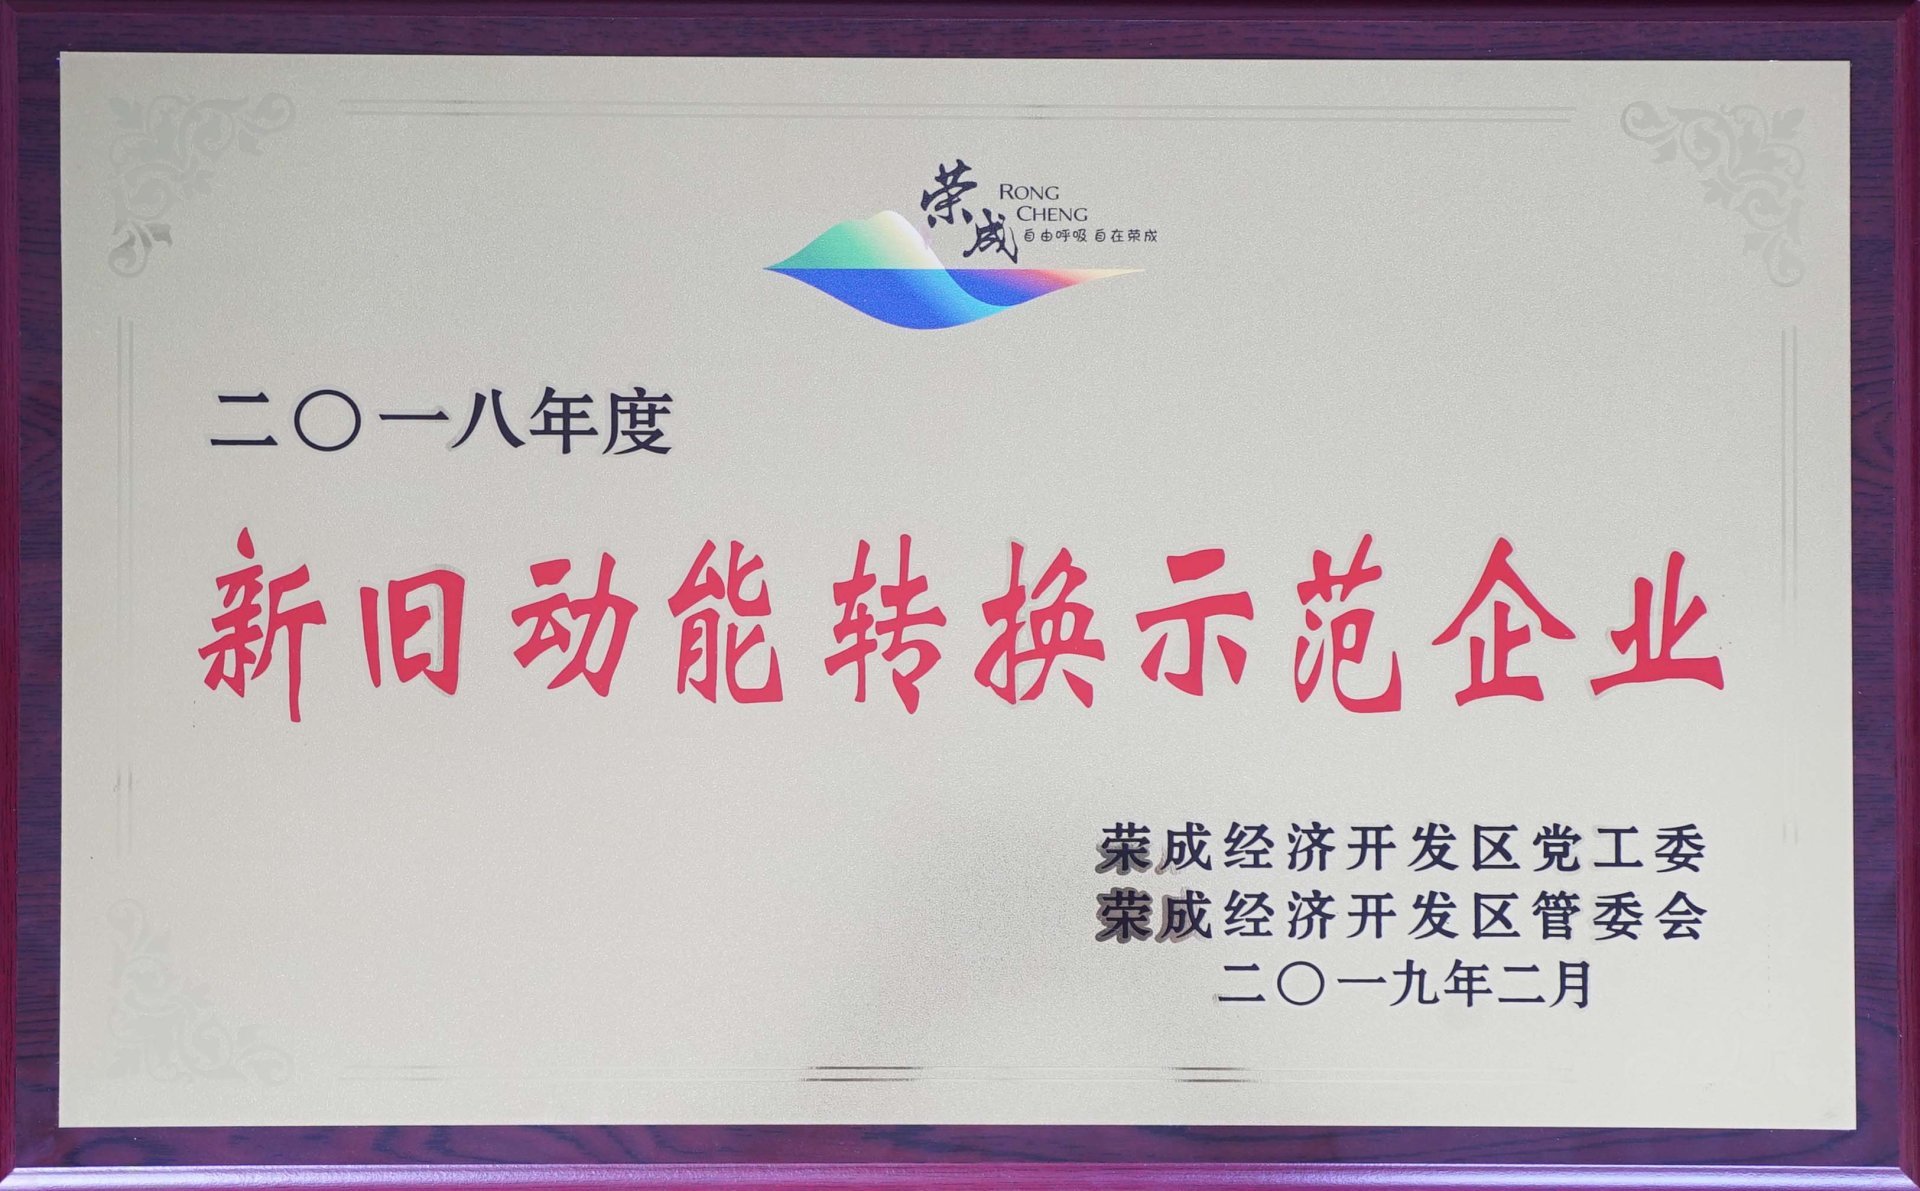 荣成
RONG
CHENG
自由呼吸 自在荣成
二〇一八年度
新旧动能转换示范企业
荣成经济开发区党工委
荣成经济开发区管委会
二〇一九年二月